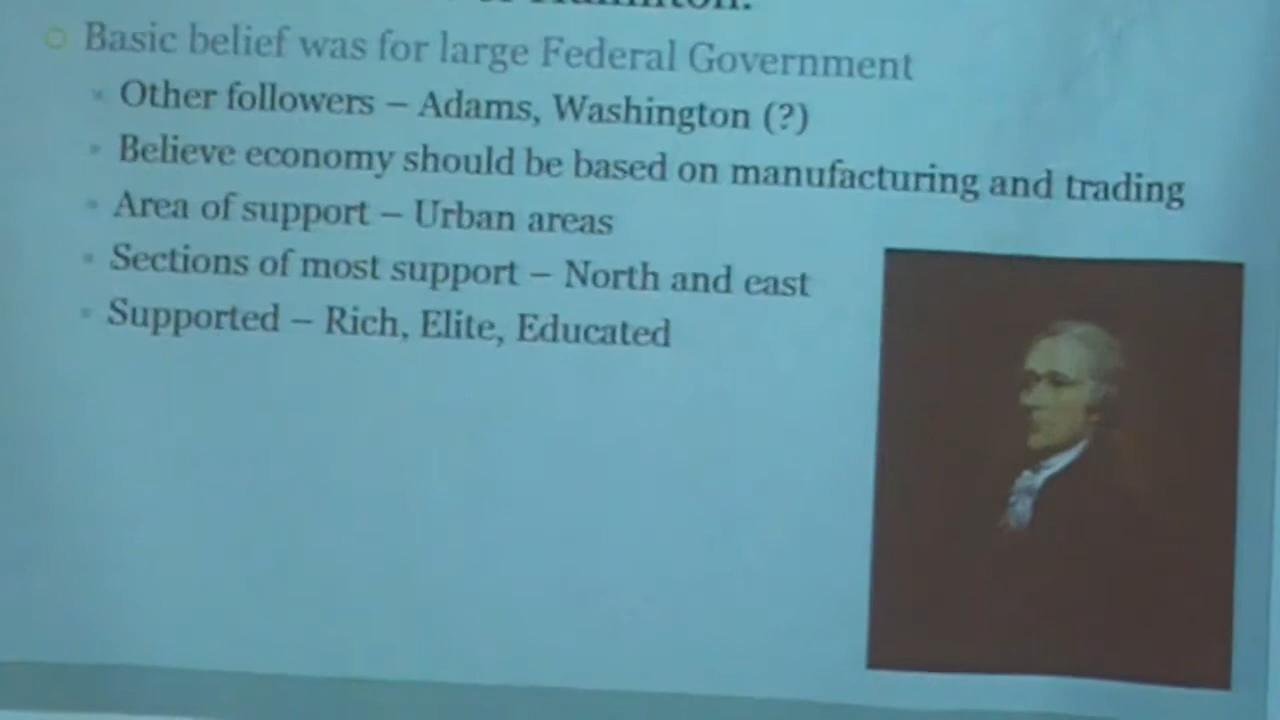 Basic belief was for large Federal Government
Other followers – Adams, Washington (?)
Believe economy should be based on manufacturing and trading
Area of support – Urban areas
Sections of most support – North and east
Supported – Rich, Elite, Educated